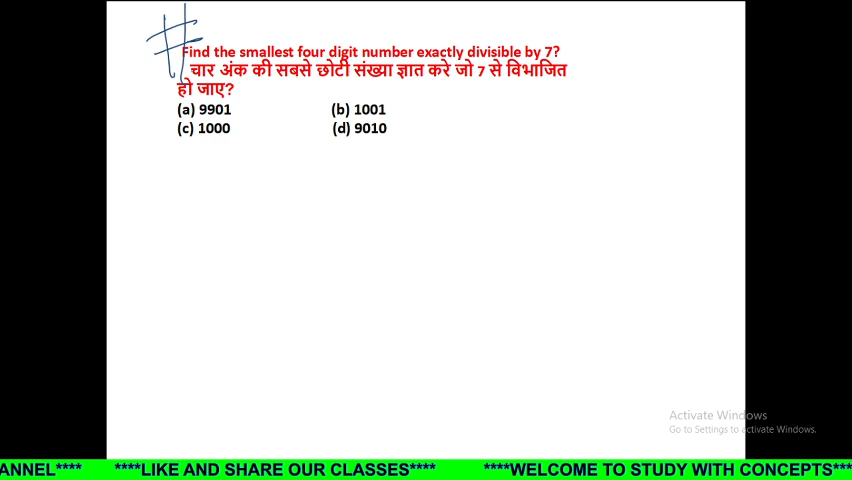 #
Find the smallest four digit number exactly divisible by 7?
चार अंक की सबसे छोटी संख्या ज्ञात करे जो 7 से विभाजित
हो जाए?
(a) 9901 (b) 1001
(c) 1000 (d) 9010
Activate Windows
Go to Settings to activate Windows.
ANNEL**** ****LIKE AND SHARE OUR CLASSES**** ****WELCOME TO STUDY WITH CONCEPTS***